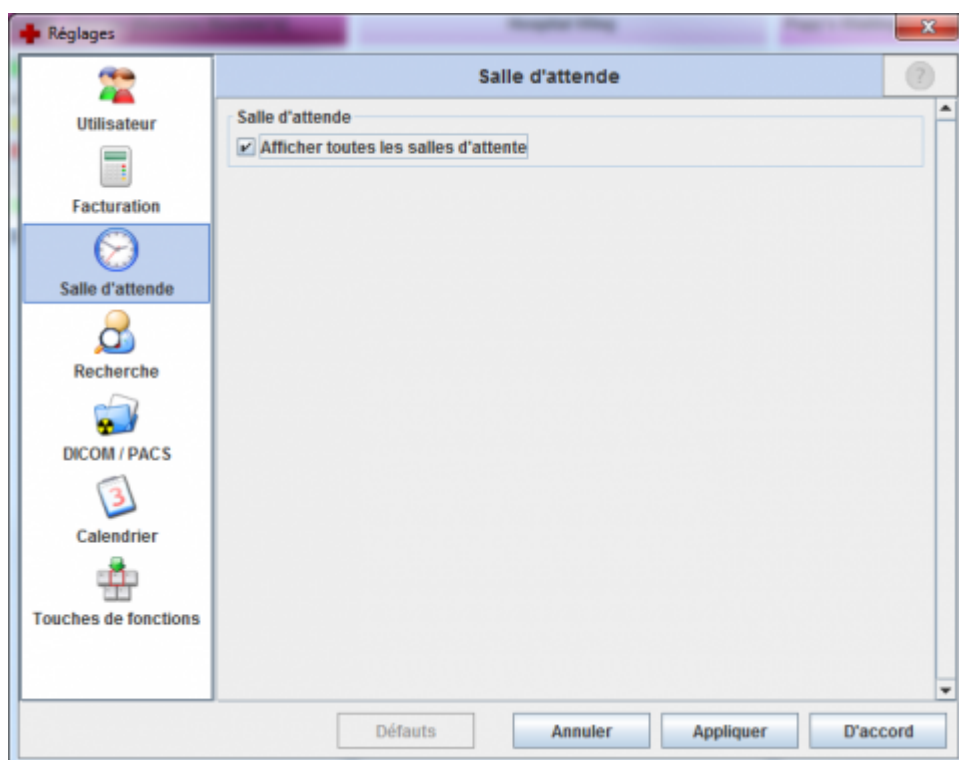 Réglages
Utilisateur
Facturation
Salle d'attende
Recherche
DICOM / PACS
Calendrier
3
Touches de fonctions
Salle d'attende
?
Salle d'attende
Afficher toutes les salles d'attente
Défauts
Annuler
Appliquer
D'accord